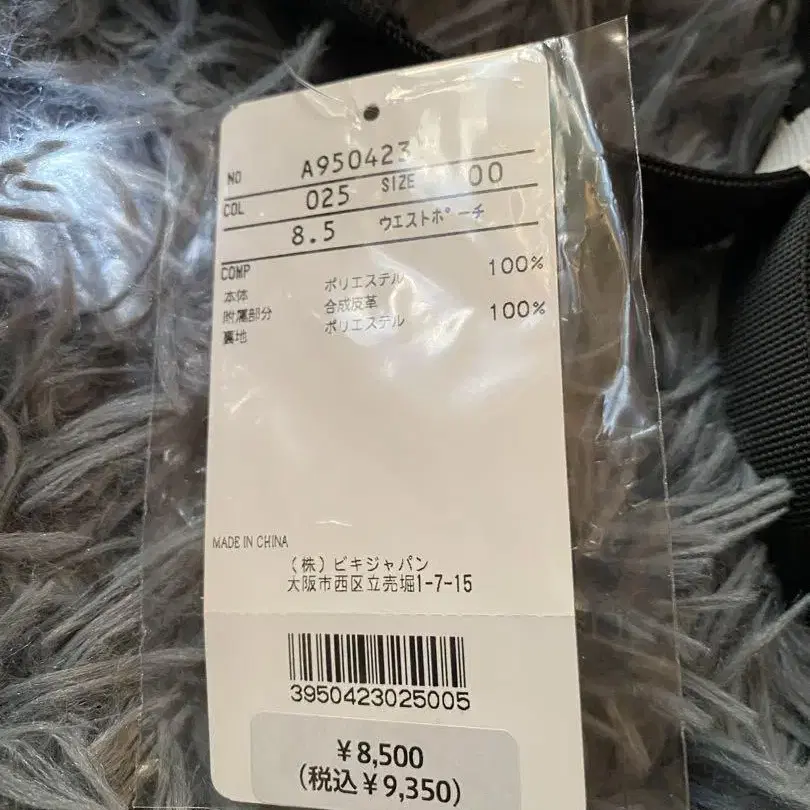 NO A950423
COL 025 SIZE 00
8.5 ウエストポーチ
COMP
本体 ポリエステル 100%
附属部分 合成皮革
裏地 ポリエステル 100%
MADE IN CHINA
(株)ビキジャパン
大阪市西区立売堀1-7-15
3950423025005
¥8,500
(税込¥9,350)